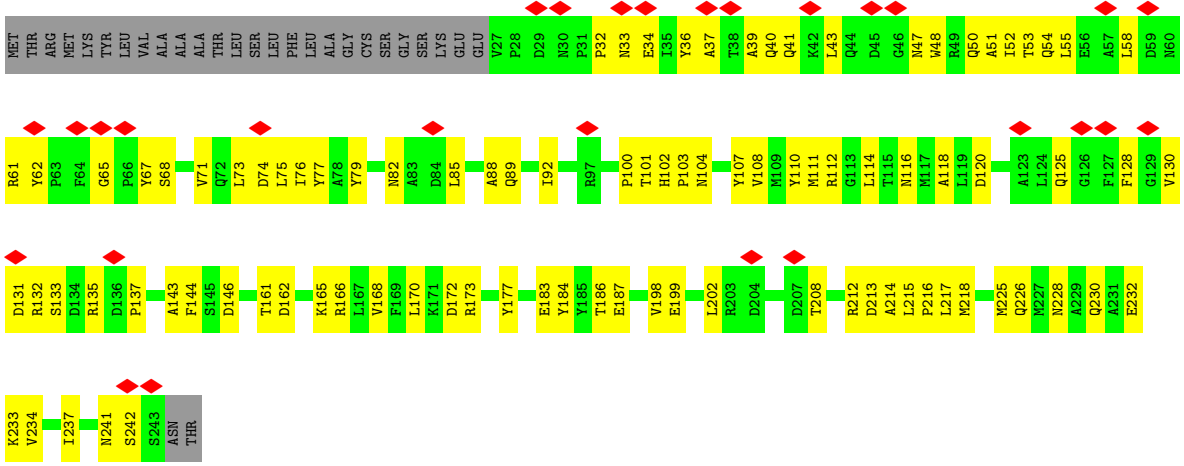 MET THR ARG MET LYS TYR LEU VAL ALA ALA ALA THR LEU SER LEU PHE LEU ALA GLY CYS SER GLY SER LYS GLU GLU V27 P28 D29 N30 P31 P32 N33 E34 I35 Y36 A37 T38 A39 Q40 Q41 K42 L43 Q44 D45 G46 N47 W48 R49 Q50 A51 I52 T53 Q54 L55 E56 A57 L58 D59 N60
R61 Y62 P63 F64 G65 P66 Y67 S68 V71 Q72 L73 D74 L75 I76 Y77 A78 Y79 N82 A83 D84 L85 A88 Q89 I92 R97 P100 T101 H102 P103 N104 Y107 V108 M109 Y110 M111 R112 G113 L114 T115 N116 M117 A118 L119 D120 A123 L124 Q125 G126 F127 F128 G129 V130
D131 R132 S133 D134 R135 D136 P137 A143 F144 S145 D146 T161 D162 K165 R166 L167 V168 F169 L170 K171 D172 R173 Y177 E183 Y184 Y185 T186 E187 V198 E199 L202 R203 D204 D207 T208 R212 D213 A214 L215 P216 L217 M218 M225 Q226 M227 N228 A229 Q230 A231 E232
K233 V234 I237 N241 S242 S243 ASN THR